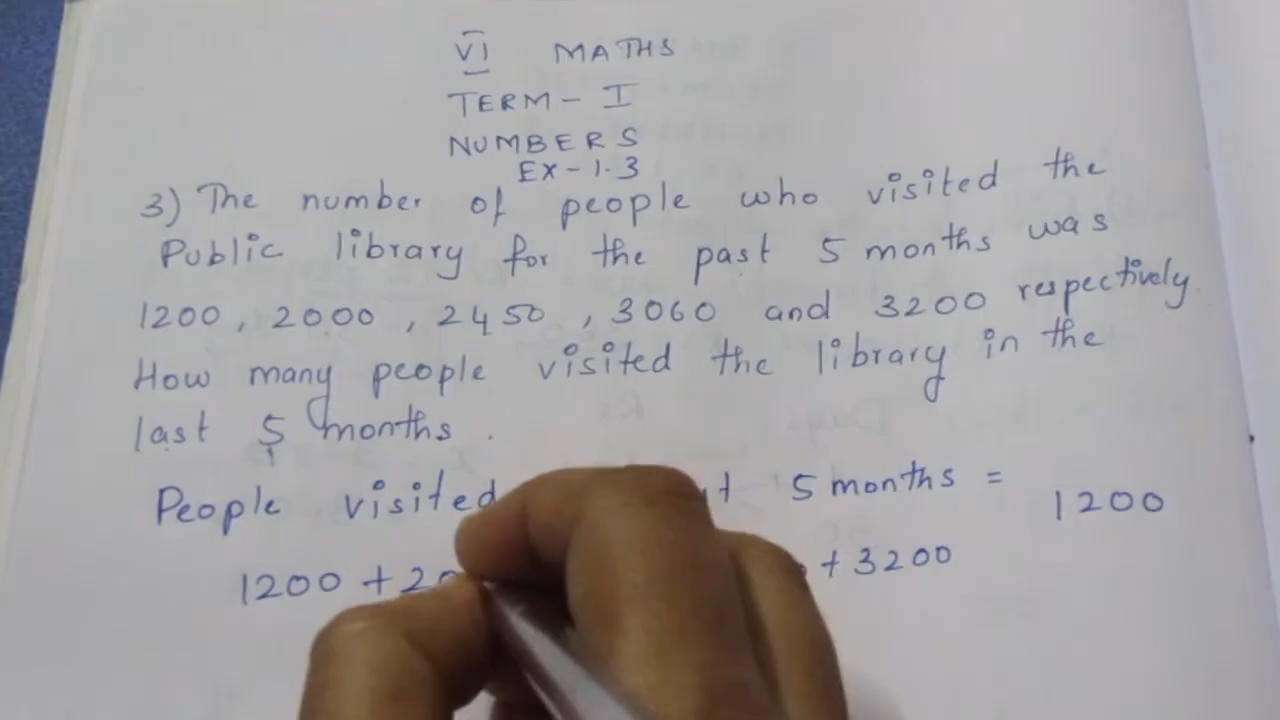 VI MATHS
TERM - I
NUMBERS
EX-1.3
3) The number of people who visited the
Public library for the past 5 months was
1200, 2000, 2450, 3060 and 3200 respectively
How many people visited the library in the
last 5 months.
People visited 5 months =
1200
1200 + + 3200